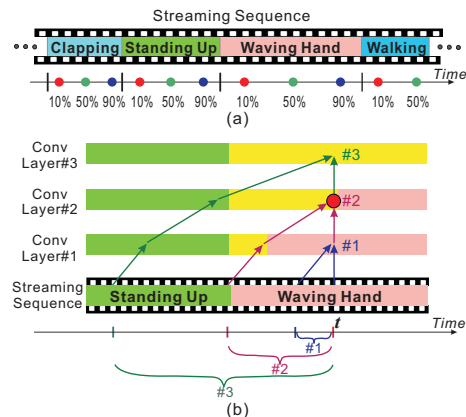 Streaming Sequence
Clapping Standing Up Waving Hand Walking
Time
10% 50% 90% 10% 50% 90% 10% 50% 90% 10% 50%
(a)
Conv Layer#3
#3
Conv Layer#2
#2
Conv Layer#1
#1
Streaming Sequence
Standing Up Waving Hand
t
Time
#1
#2
#3
(b)